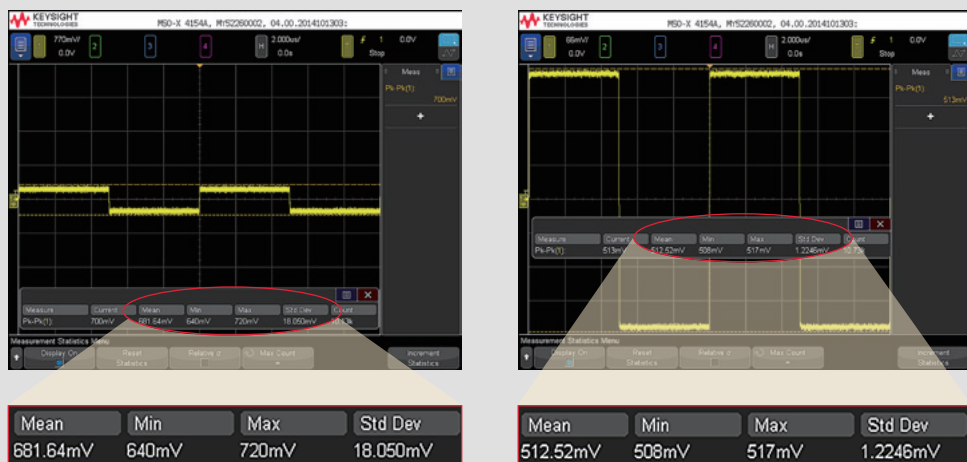 KEYSIGHT TECHNOLOGIES
MSO-X 4154A, MY52260002, 04.00.2014101303:
1 770mV/ 0.0V 2 3 4 H 2.000us/ 0.0s T 1 0.0V Stop
Meas
Pk-Pk(1):
700mV
Measure Current Mean Min Max Std Dev Count
Pk-Pk(1): 700mV 681.64mV 640mV 720mV 18.050mV
Measurement Statistics Menu
Display On Reset Statistics Relative σ Max Count Increment Statistics
Mean Min Max Std Dev
681.64mV 640mV 720mV 18.050mV
KEYSIGHT TECHNOLOGIES
MSO-X 4154A, MY52260002, 04.00.2014101303:
1 66mV/ 0.0V 2 3 4 H 2.000us/ 0.0s T 1 0.0V Stop
Meas
Pk-Pk(1):
513mV
Measure Current Mean Min Max Std Dev Count
Pk-Pk(1): 513mV 512.52mV 508mV 517mV 1.2246mV
Measurement Statistics Menu
Display On Reset Statistics Relative σ Max Count Increment Statistics
Mean Min Max Std Dev
512.52mV 508mV 517mV 1.2246mV